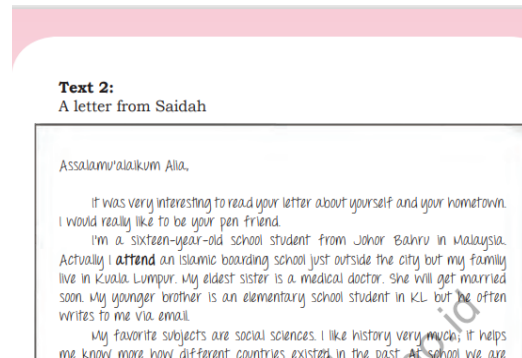 Text 2:
A letter from Saidah
Assalamu'alaikum Alia,
It was very interesting to read your letter about yourself and your hometown.
I would really like to be your pen friend.
I'm a sixteen-year-old school student from Johor Bahru in Malaysia.
Actually I attend an Islamic boarding school just outside the city but my family
live in Kuala Lumpur. My eldest sister is a medical doctor. She will get married
soon. My younger brother is an elementary school student in KL but he often
writes to me via email.
My favorite subjects are social sciences. I like history very much; it helps
me know more how different countries existed in the past. At school we are
o.id